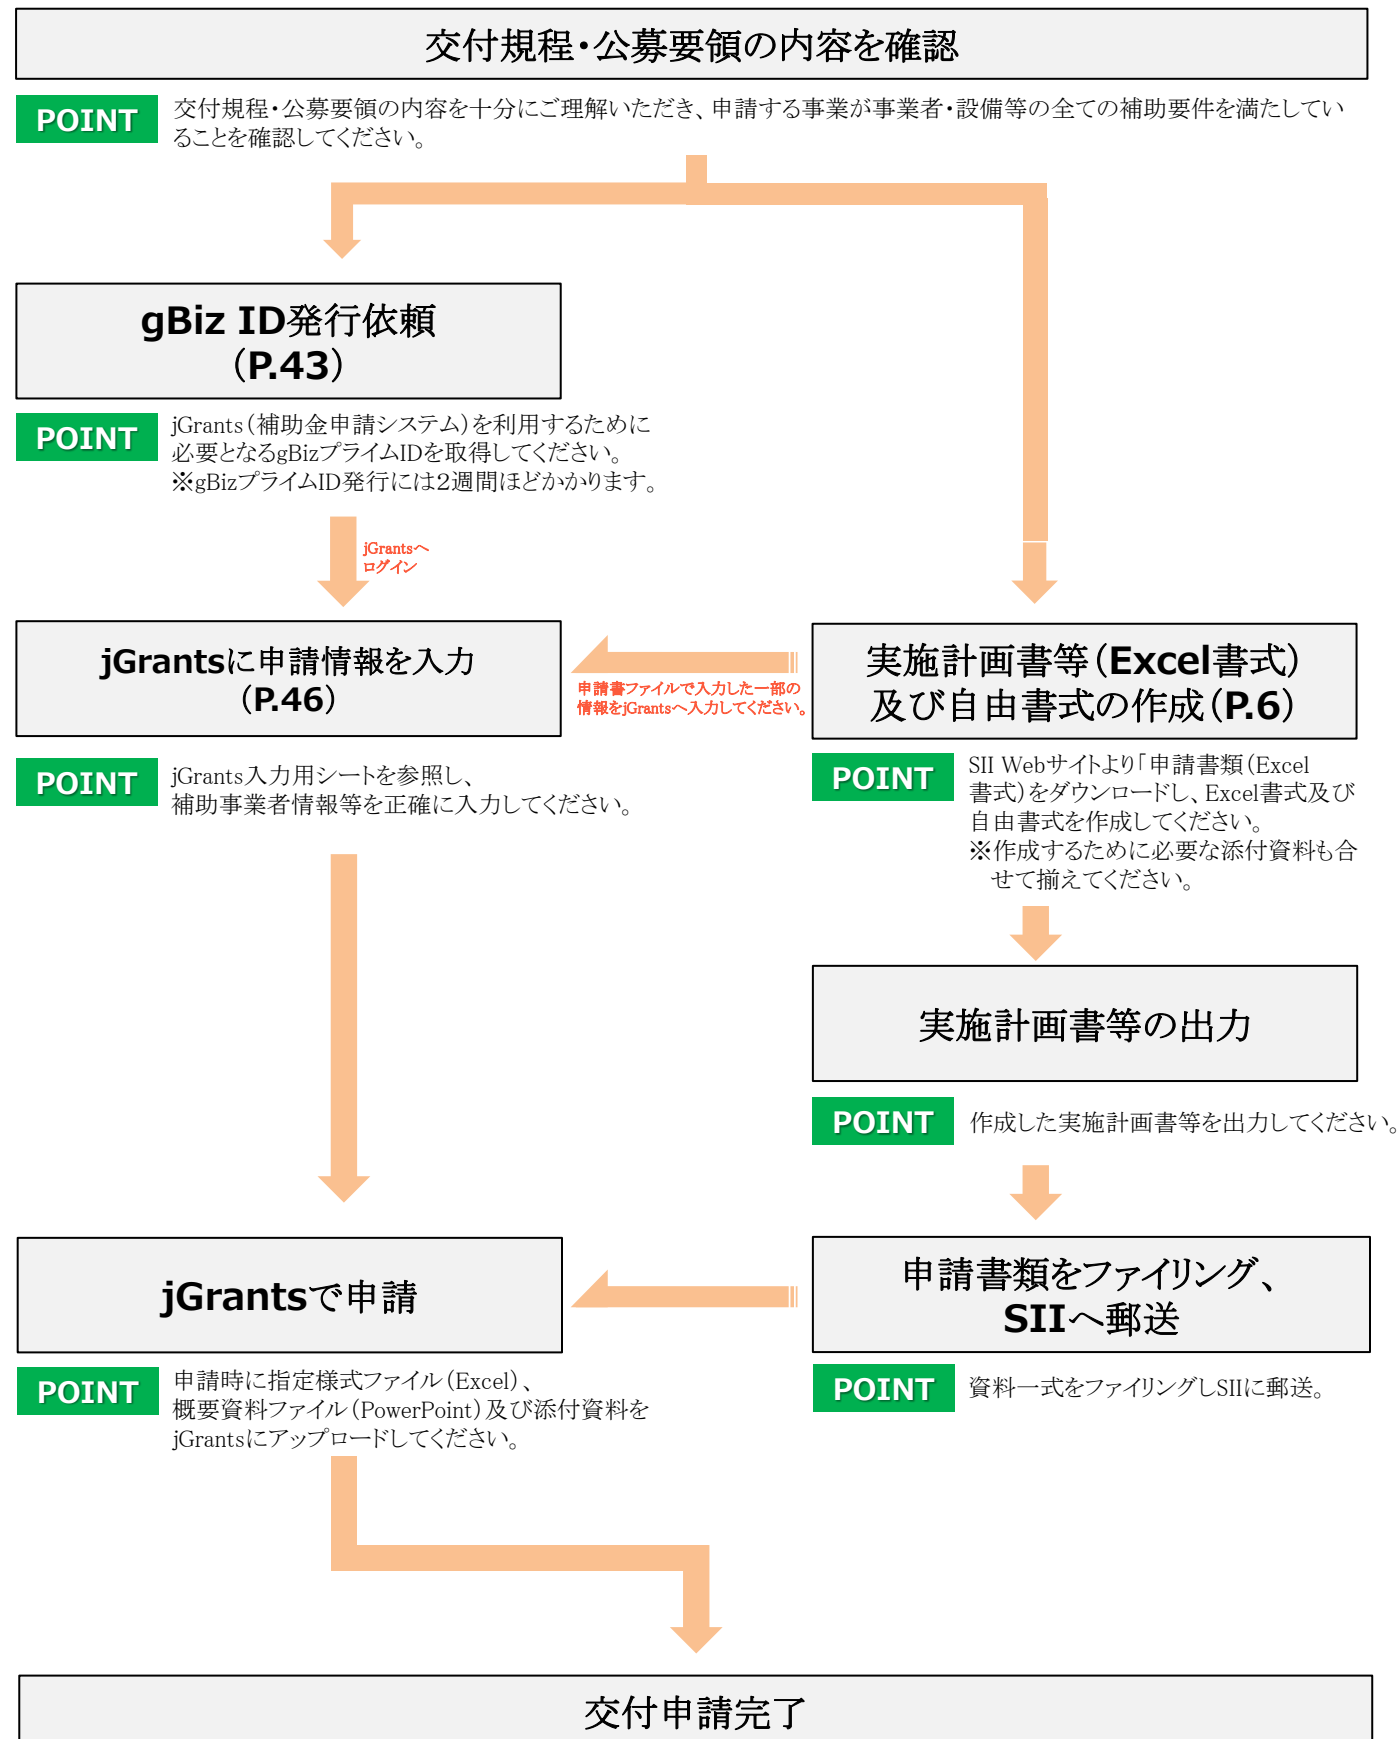 交付規程・公募要領の内容を確認
POINT
交付規程・公募要領の内容を十分にご理解いただき、申請する事業が事業者・設備等の全ての補助要件を満たしてい
ることを確認してください。
gBiz ID発行依頼
（P.43）
POINT
jGrants（補助金申請システム）を利用するために
必要となるgBizプライムIDを取得してください。
※gBizプライムID発行には２週間ほどかかります。
jGrantsへ
ログイン
jGrantsに申請情報を入力
（P.46）
POINT
jGrants入力用シートを参照し、
補助事業者情報等を正確に入力してください。
申請書ファイルで入力した一部の
情報をjGrantsへ入力してください。
実施計画書等（Excel書式）
及び自由書式の作成（P.6）
POINT
SII Webサイトより「申請書類（Excel
書式）をダウンロードし、Excel書式及び
自由書式を作成してください。
※作成するために必要な添付資料も合
せて揃えてください。
実施計画書等の出力
POINT
作成した実施計画書等を出力してください。
申請書類をファイリング、
SIIへ郵送
POINT
資料一式をファイリングしSIIに郵送。
jGrantsで申請
POINT
申請時に指定様式ファイル（Excel）、
概要資料ファイル（PowerPoint）及び添付資料を
jGrantsにアップロードしてください。
交付申請完了